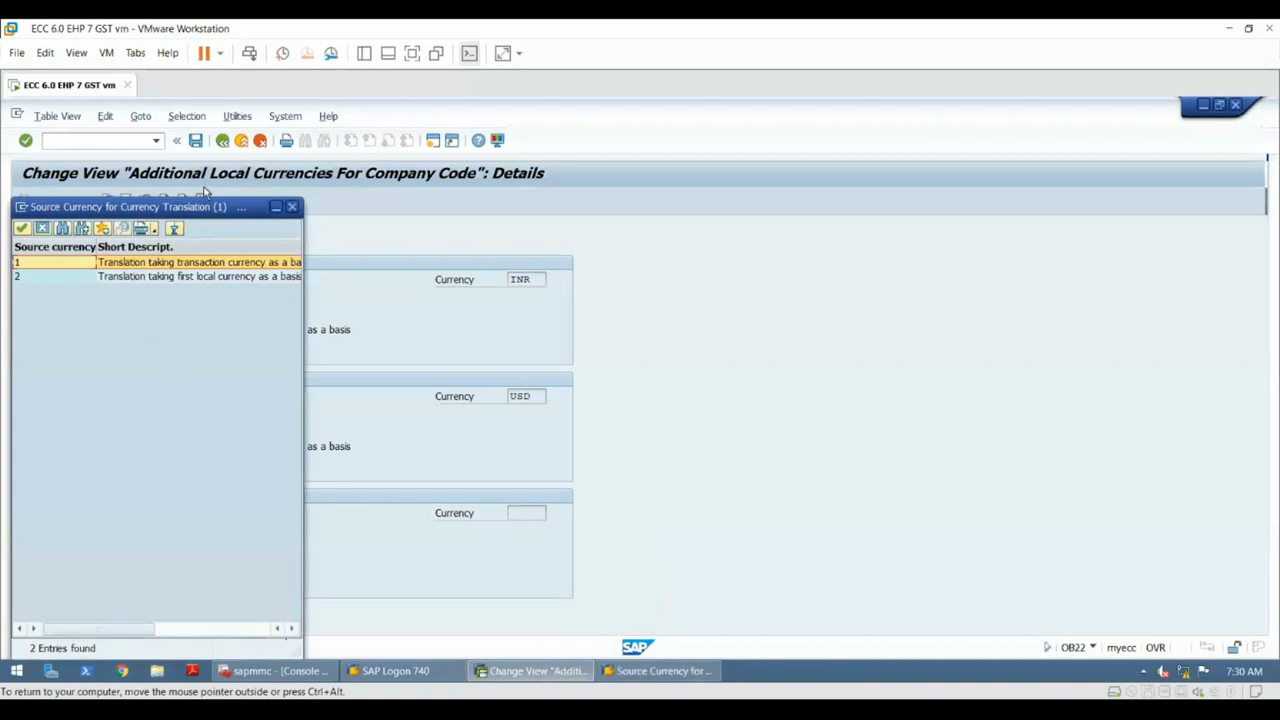 ECC 6.0 EHP 7 GST vm - VMware Workstation
File Edit View VM Tabs Help
ECC 6.0 EHP 7 GST vm
Table View Edit Goto Selection Utilities System Help
Change View "Additional Local Currencies For Company Code": Details
Source Currency for Currency Translation (1) ...
Source currency Short Descript.
1 Translation taking transaction currency as a ba
2 Translation taking first local currency as a basis
Currency INR
as a basis
Currency USD
as a basis
Currency
2 Entries found
SAP
OB22 myecc OVR
sapmmc - [Console ... SAP Logon 740 Change View "Additi... Source Currency for ... 7:30 AM
To return to your computer, move the mouse pointer outside or press Ctrl+Alt.